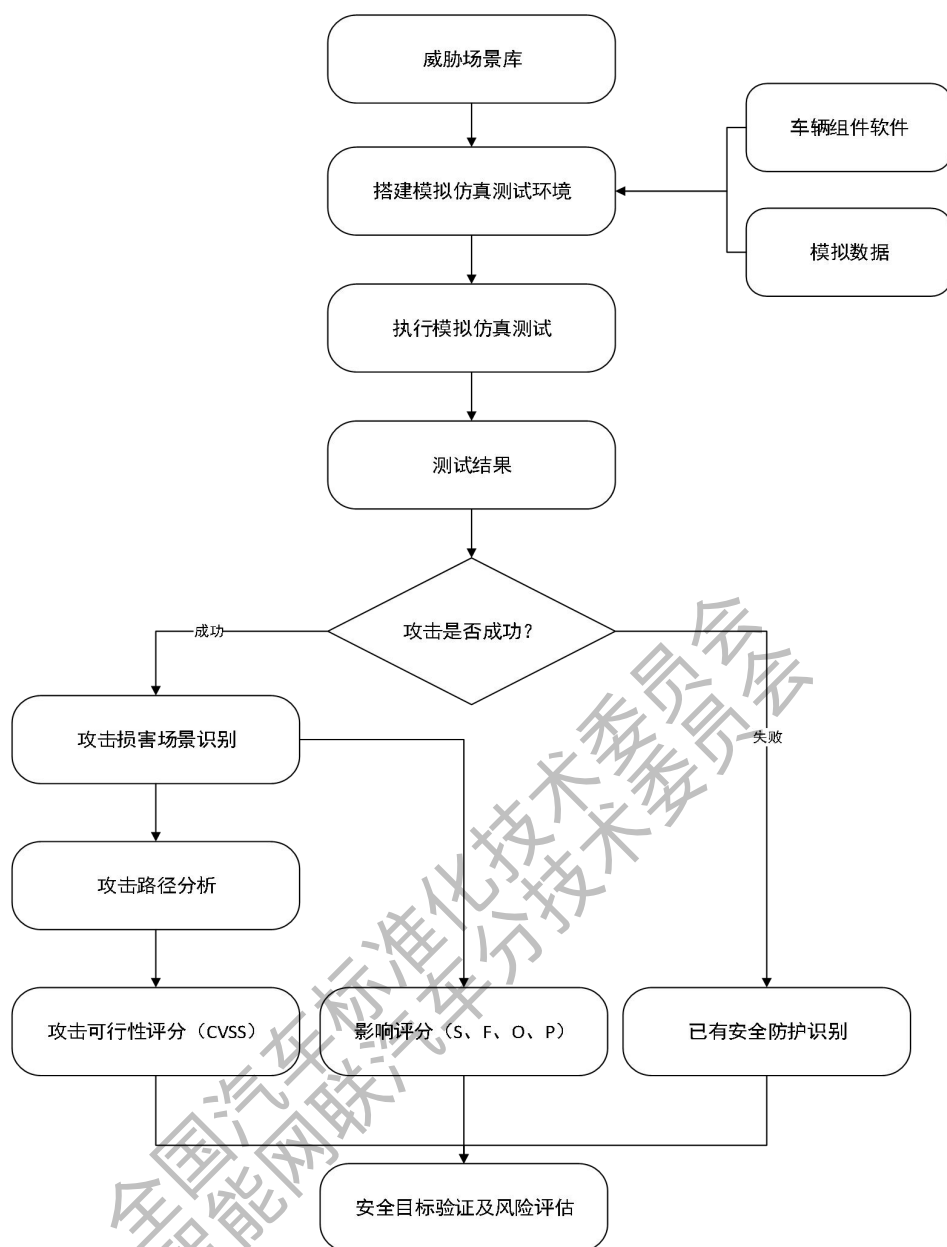 威胁场景库
车辆组件软件
搭建模拟仿真测试环境
模拟数据
执行模拟仿真测试
测试结果
攻击是否成功？
成功
失败
攻击损害场景识别
攻击路径分析
攻击可行性评分（CVSS）
影响评分（S、F、O、P）
已有安全防护识别
安全目标验证及风险评估
全国汽车标准化技术委员会
智能网联汽车分技术委员会